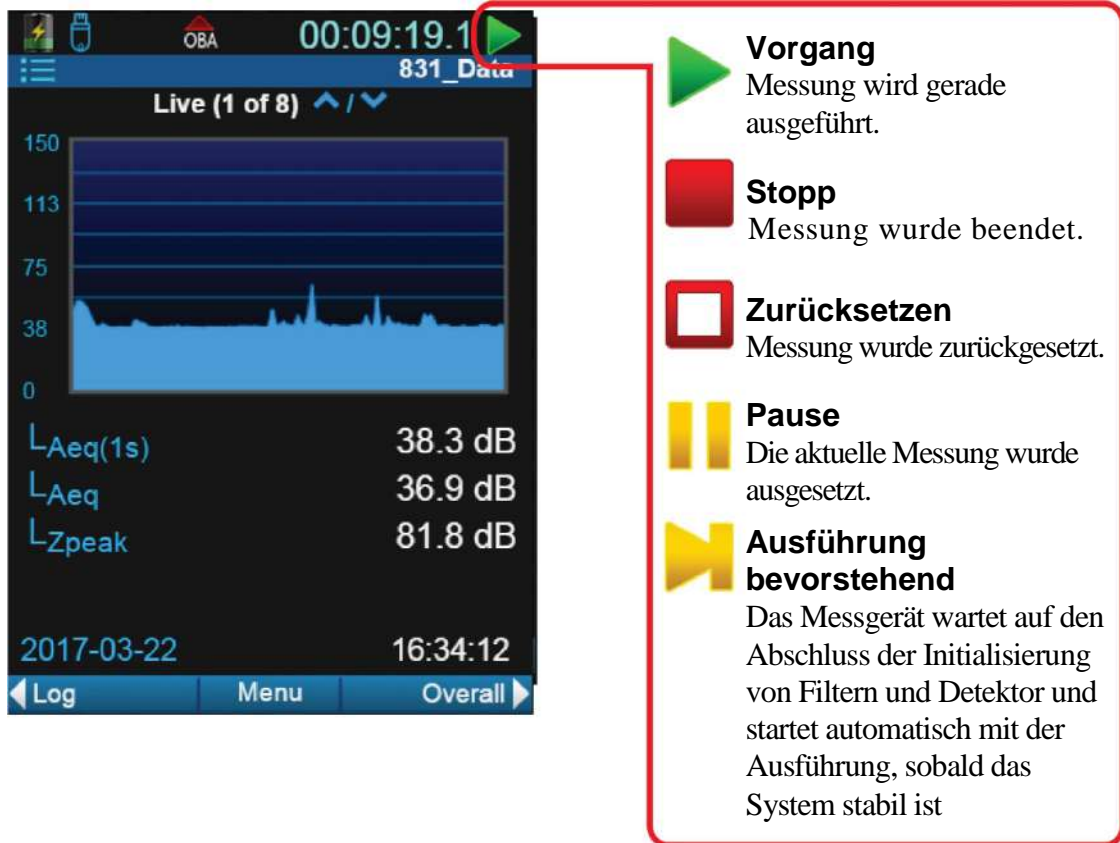 OBA 00:09:19.1
831_Data
Live (1 of 8) /
150
113
75
38
0
LAeq(1s) 38.3 dB
LAeq 36.9 dB
LZpeak 81.8 dB
2017-03-22 16:34:12
Log Menu Overall
Vorgang
Messung wird gerade
ausgeführt.
Stopp
Messung wurde beendet.
Zurücksetzen
Messung wurde zurückgesetzt.
Pause
Die aktuelle Messung wurde
ausgesetzt.
Ausführung
bevorstehend
Das Messgerät wartet auf den
Abschluss der Initialisierung
von Filtern und Detektor und
startet automatisch mit der
Ausführung, sobald das
System stabil ist